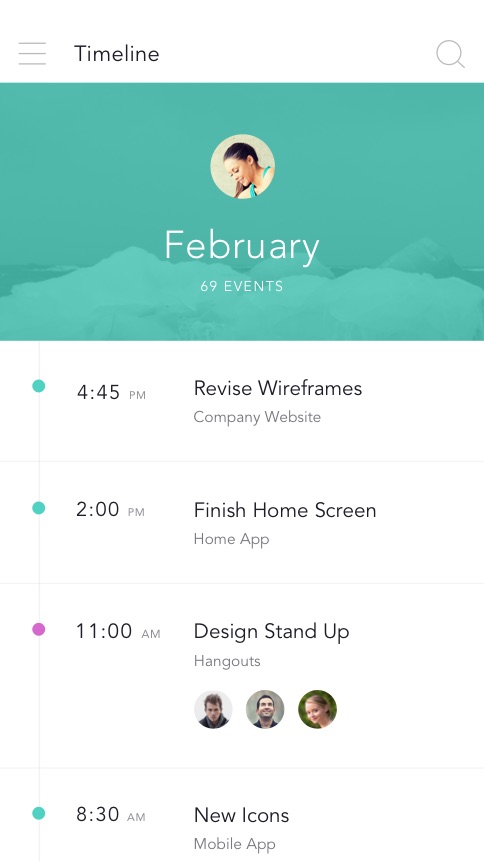 Timeline
February
69 EVENTS
4:45 PM
Revise Wireframes
Company Website
2:00 PM
Finish Home Screen
Home App
11:00 AM
Design Stand Up
Hangouts
8:30 AM
New Icons
Mobile App